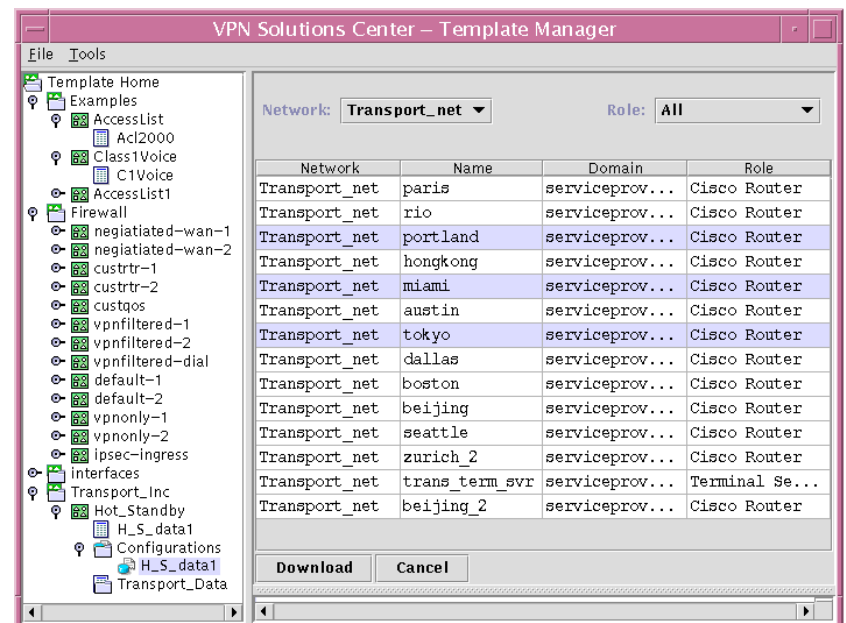 VPN Solutions Center – Template Manager
File Tools
Template Home
Examples
AccessList
Acl2000
Class1Voice
C1Voice
AccessList1
Firewall
negiatiated-wan-1
negiatiated-wan-2
custrtr-1
custrtr-2
custqos
vpnfiltered-1
vpnfiltered-2
vpnfiltered-dial
default-1
default-2
vpnonly-1
vpnonly-2
ipsec-ingress
interfaces
Transport_Inc
Hot_Standby
H_S_data1
Configurations
H_S_data1
Transport_Data
Network: Transport_net Role: All
Network Name Domain Role
Transport_net paris serviceprov... Cisco Router
Transport_net rio serviceprov... Cisco Router
Transport_net portland serviceprov... Cisco Router
Transport_net hongkong serviceprov... Cisco Router
Transport_net miami serviceprov... Cisco Router
Transport_net austin serviceprov... Cisco Router
Transport_net tokyo serviceprov... Cisco Router
Transport_net dallas serviceprov... Cisco Router
Transport_net boston serviceprov... Cisco Router
Transport_net beijing serviceprov... Cisco Router
Transport_net seattle serviceprov... Cisco Router
Transport_net zurich_2 serviceprov... Cisco Router
Transport_net trans_term_svr serviceprov... Terminal Se...
Transport_net beijing_2 serviceprov... Cisco Router
Download Cancel